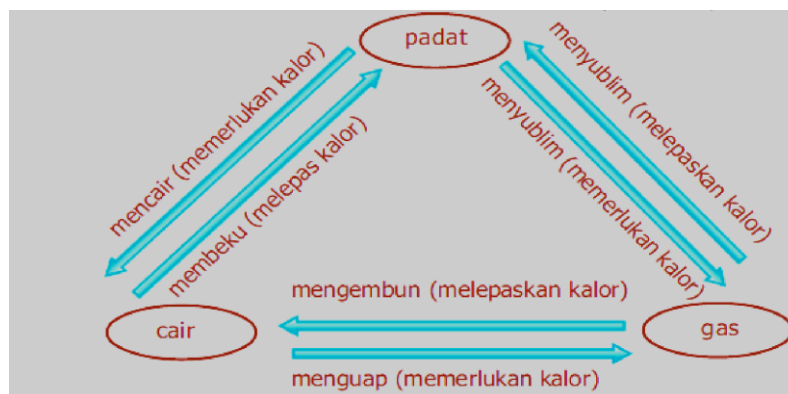 padat
mencair (memerlukan kalor)
membeku (melepas kalor)
menyublim (melepaskan kalor)
menyublim (memerlukan kalor)
mengembun (melepaskan kalor)
cair
gas
menguap (memerlukan kalor)